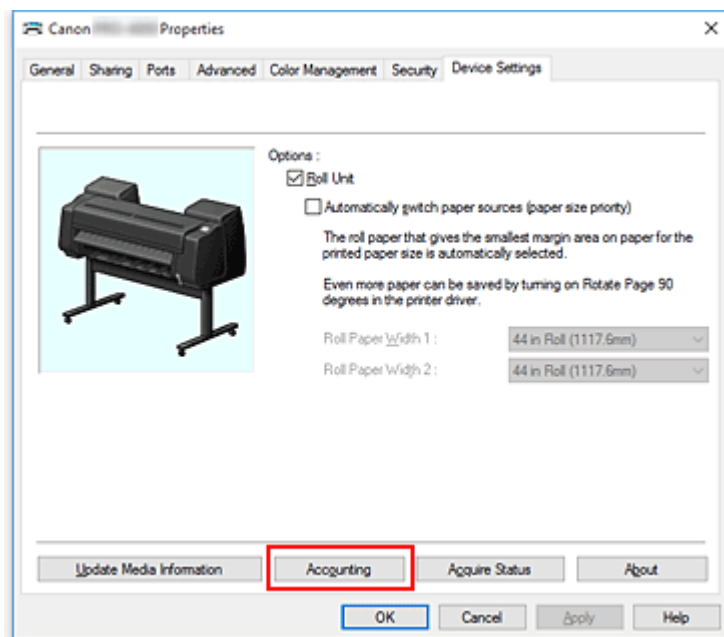 Canon Properties
General Sharing Ports Advanced Color Management Security Device Settings
Options :
Roll Unit
Automatically switch paper sources (paper size priority)
The roll paper that gives the smallest margin area on paper for the
printed paper size is automatically selected.
Even more paper can be saved by turning on Rotate Page 90
degrees in the printer driver.
Roll Paper Width 1 : 44 in Roll (1117.6mm)
Roll Paper Width 2 : 44 in Roll (1117.6mm)
Update Media Information Accounting Acquire Status About
OK Cancel Apply Help